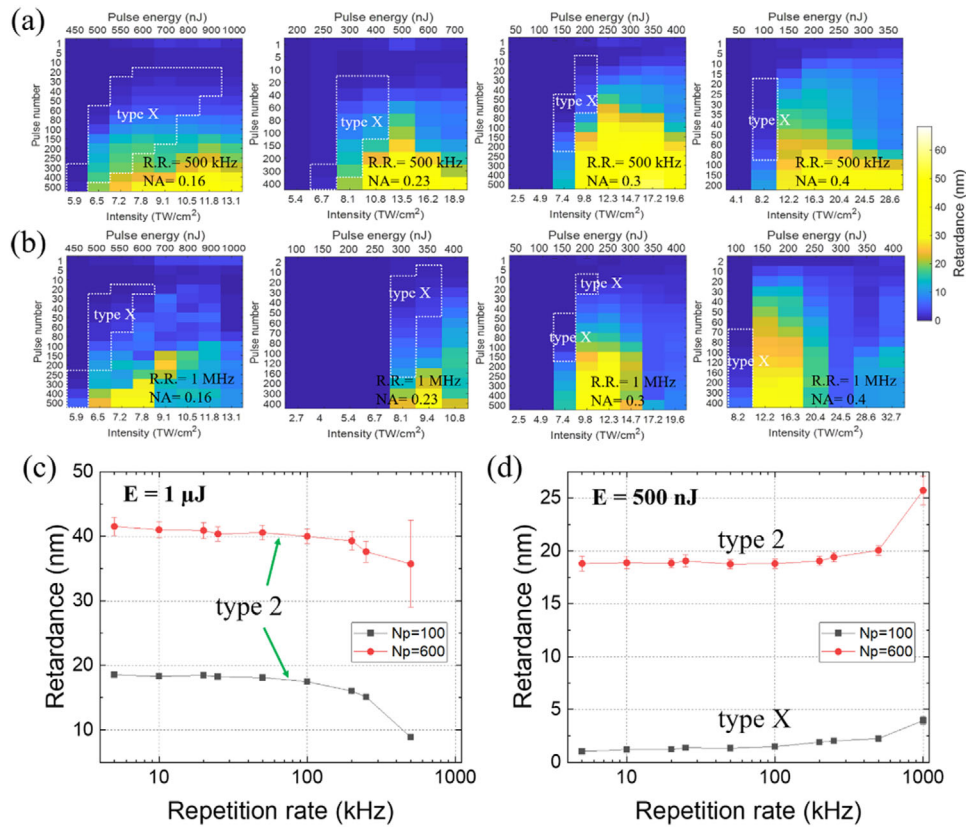 (a)
Pulse energy (nJ)
450 500 550 600 700 800 900 1000
Pulse number
1
5
10
20
30
40
50
60
80
100
150
200
250
300
400
500
type X
R.R.= 500 kHz
NA= 0.16
5.9 6.5 7.2 7.8 9.1 10.5 11.8 13.1
Intensity (TW/cm²)
Pulse energy (nJ)
200 250 300 400 500 600 700
Pulse number
type X
R.R.= 500 kHz
NA= 0.23
5.4 6.7 8.1 10.8 13.5 16.2 18.9
Intensity (TW/cm²)
Pulse energy (nJ)
50 100 150 200 250 300 350 400
Pulse number
type X
R.R.= 500 kHz
NA= 0.3
2.5 4.9 7.4 9.8 12.3 14.7 17.2 19.6
Intensity (TW/cm²)
Pulse energy (nJ)
50 100 150 200 250 300 350
Pulse number
type X
R.R.= 500 kHz
NA= 0.4
4.1 8.2 12.2 16.3 20.4 24.5 28.6
Intensity (TW/cm²)
60
50
40
30
20
10
0
Retardance (nm)
(b)
Pulse energy (nJ)
450 500 550 600 700 800 900 1000
Pulse number
type X
R.R.= 1 MHz
NA= 0.16
5.9 6.5 7.2 7.8 9.1 10.5 11.8 13.1
Intensity (TW/cm²)
Pulse energy (nJ)
100 150 200 250 300 350 400
Pulse number
type X
R.R.= 1 MHz
NA= 0.23
2.7 4 5.4 6.7 8.1 9.4 10.8
Intensity (TW/cm²)
Pulse energy (nJ)
50 100 150 200 250 300 350 400
Pulse number
type X
type X
R.R.= 1 MHz
NA= 0.3
2.5 4.9 7.4 9.8 12.3 14.7 17.2 19.6
Intensity (TW/cm²)
Pulse energy (nJ)
100 150 200 250 300 350 400
Pulse number
type X
R.R.= 1 MHz
NA= 0.4
8.2 12.2 16.3 20.4 24.5 28.6 32.7
Intensity (TW/cm²)
(c)
E = 1 μJ
50
40
30
20
10
Retardance (nm)
type 2
Np=100
Np=600
10 100 1000
Repetition rate (kHz)
(d)
E = 500 nJ
25
20
15
10
5
0
Retardance (nm)
type 2
Np=100
Np=600
type X
10 100 1000
Repetition rate (kHz)